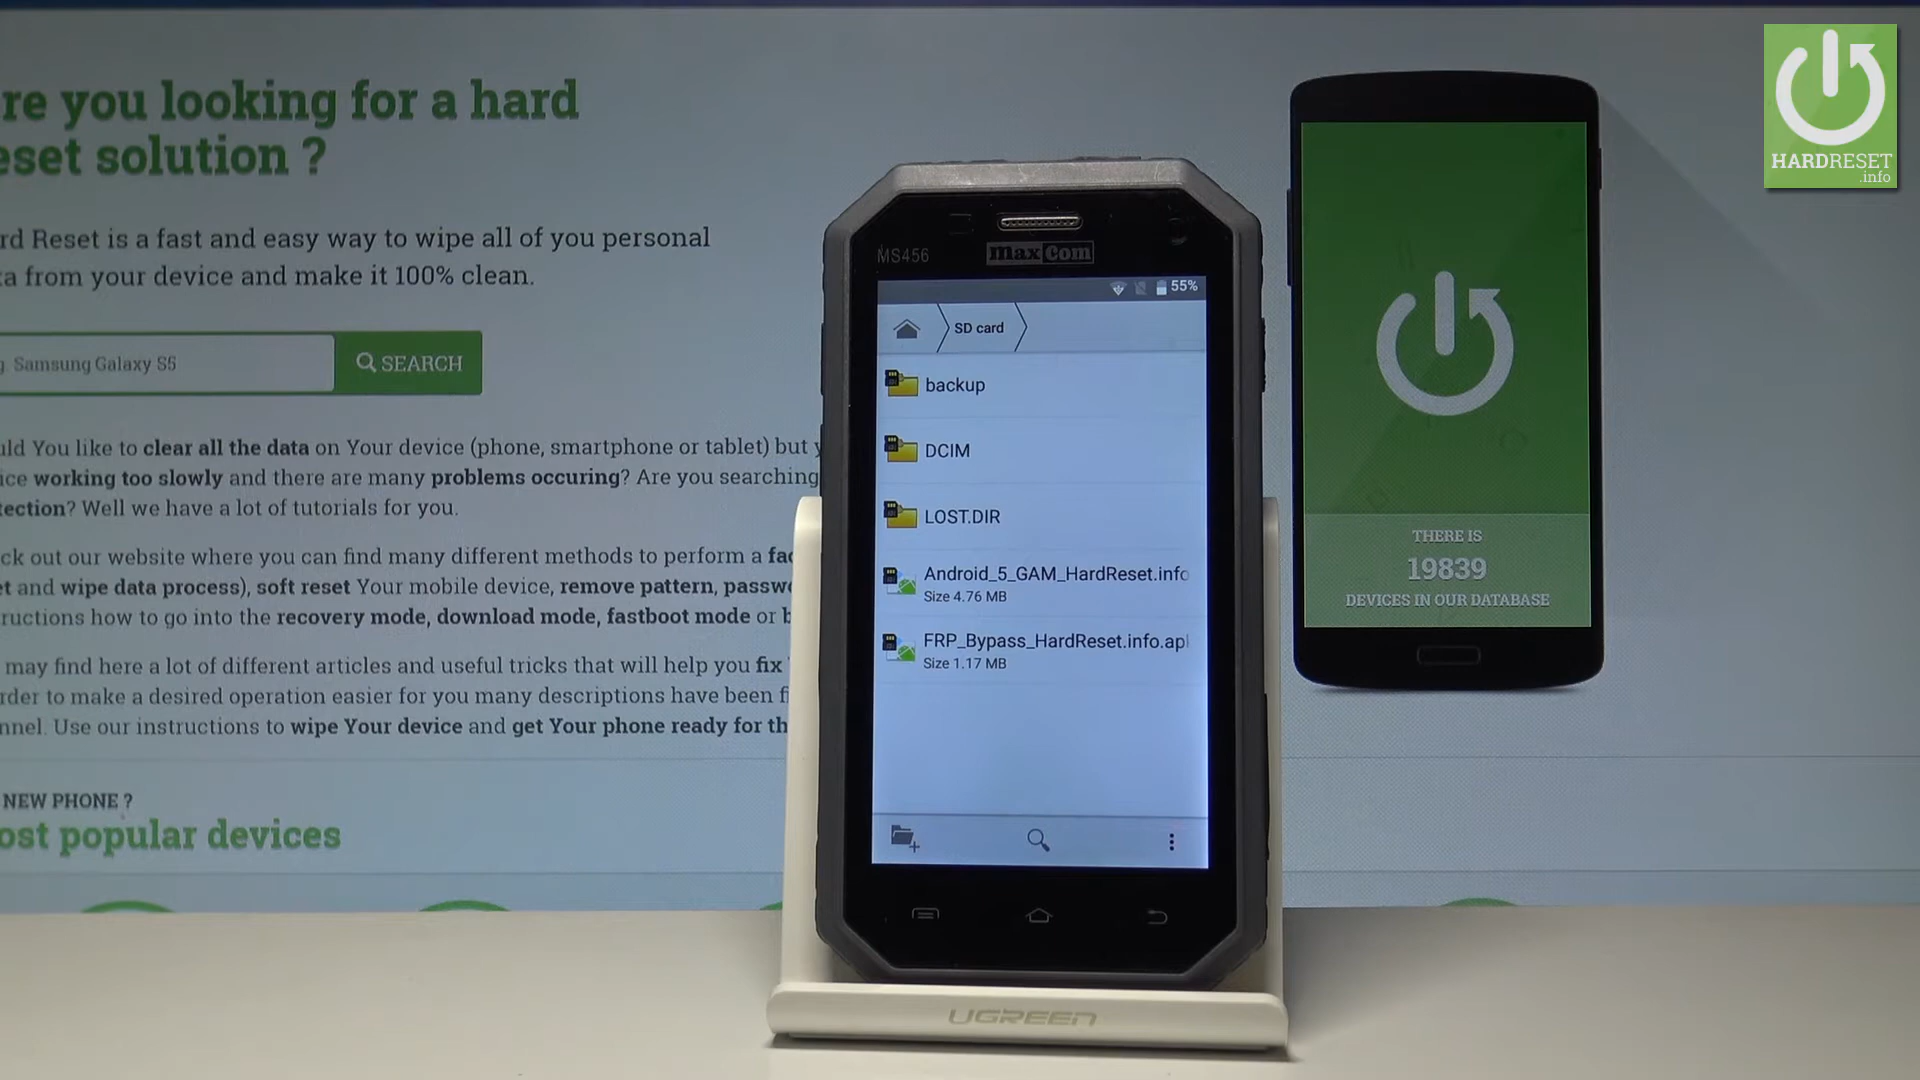 re you looking for a hard
eset solution ?
rd Reset is a fast and easy way to wipe all of you personal
a from your device and make it 100% clean.
Samsung Galaxy S5
SEARCH
uld You like to clear all the data on Your device (phone, smartphone or tablet) but y
ice working too slowly and there are many problems occuring? Are you searching
tection? Well we have a lot of tutorials for you.
ck out our website where you can find many different methods to perform a fac
et and wipe data process), soft reset Your mobile device, remove pattern, passwo
ructions how to go into the recovery mode, download mode, fastboot mode or b
may find here a lot of different articles and useful tricks that will help you fix
order to make a desired operation easier for you many descriptions have been fi
nnel. Use our instructions to wipe Your device and get Your phone ready for th
NEW PHONE ?
ost popular devices
MS456
maxcom
55%
SD card
backup
DCIM
LOST.DIR
Android_5_GAM_HardReset.info
Size 4.76 MB
FRP_Bypass_HardReset.info.apk
Size 1.17 MB
UGREEN
THERE IS
19839
DEVICES IN OUR DATABASE
HARDRESET
.info